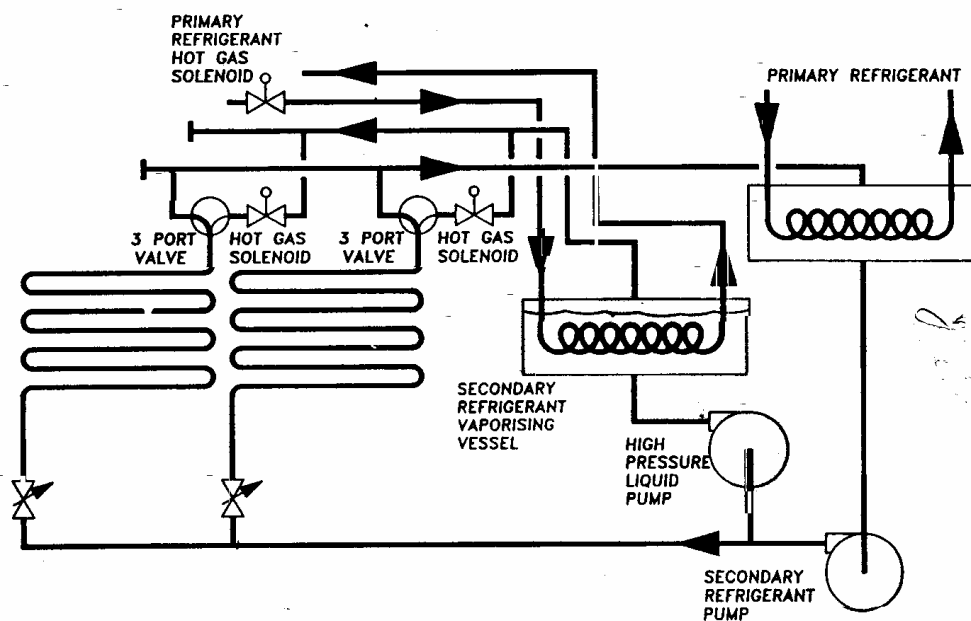 PRIMARY
REFRIGERANT
HOT GAS
SOLENOID
PRIMARY REFRIGERANT
3 PORT
VALVE
HOT GAS
SOLENOID
3 PORT
VALVE
HOT GAS
SOLENOID
SECONDARY
REFRIGERANT
VAPORISING
VESSEL
HIGH
PRESSURE
LIQUID
PUMP
SECONDARY
REFRIGERANT
PUMP